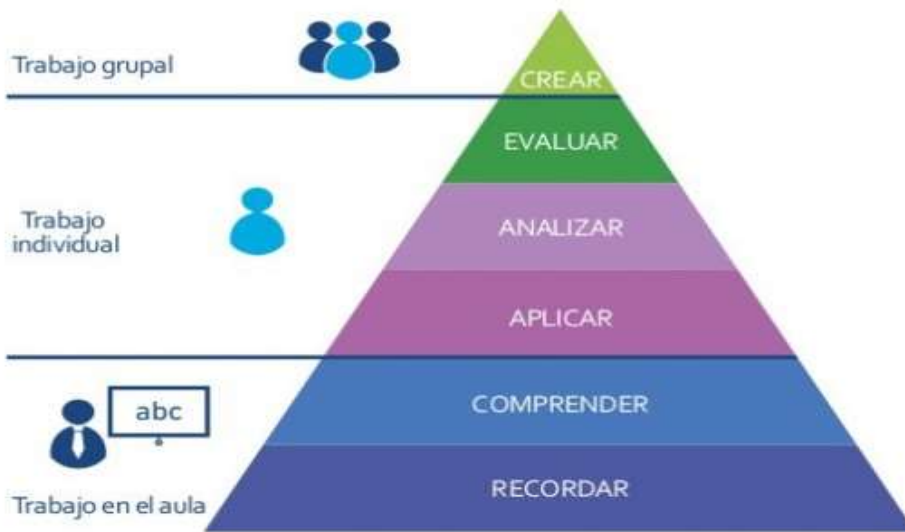 Trabajo grupal
CREAR
EVALUAR
Trabajo
individual
ANALIZAR
APLICAR
abc
COMPRENDER
Trabajo en el aula
RECORDAR